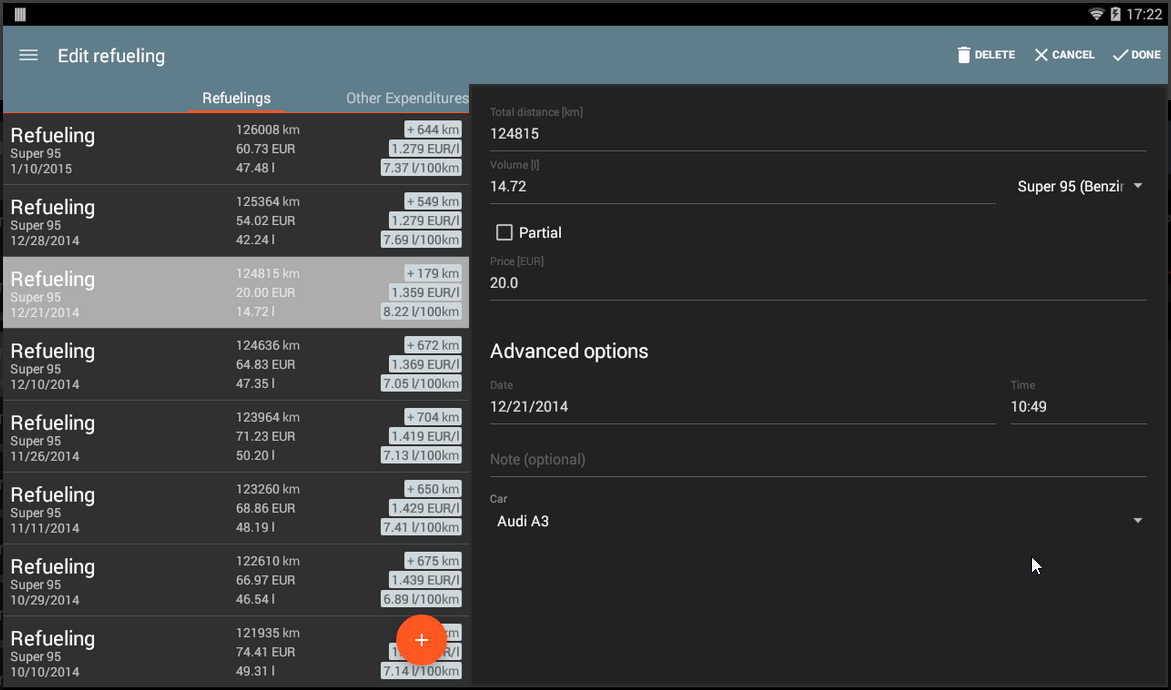 17:22
Edit refueling
DELETE
CANCEL
DONE
Refuelings
Other Expenditures
Refueling
Super 95
1/10/2015
126008 km
60.73 EUR
47.48 l
+ 644 km
1.279 EUR/l
7.37 l/100km
Refueling
Super 95
12/28/2014
125364 km
54.02 EUR
42.24 l
+ 549 km
1.279 EUR/l
7.69 l/100km
Refueling
Super 95
12/21/2014
124815 km
20.00 EUR
14.72 l
+ 179 km
1.359 EUR/l
8.22 l/100km
Refueling
Super 95
12/10/2014
124636 km
64.83 EUR
47.35 l
+ 672 km
1.369 EUR/l
7.05 l/100km
Refueling
Super 95
11/26/2014
123964 km
71.23 EUR
50.20 l
+ 704 km
1.419 EUR/l
7.13 l/100km
Refueling
Super 95
11/11/2014
123260 km
68.86 EUR
48.19 l
+ 650 km
1.429 EUR/l
7.41 l/100km
Refueling
Super 95
10/29/2014
122610 km
66.97 EUR
46.54 l
+ 675 km
1.439 EUR/l
6.89 l/100km
Refueling
Super 95
10/10/2014
121935 km
74.41 EUR
49.31 l
km
7.14 l/100km
+
Total distance [km]
124815
Volume [l]
14.72
Super 95 (Benzin
Partial
Price [EUR]
20.0
Advanced options
Date
12/21/2014
Time
10:49
Note (optional)
Car
Audi A3